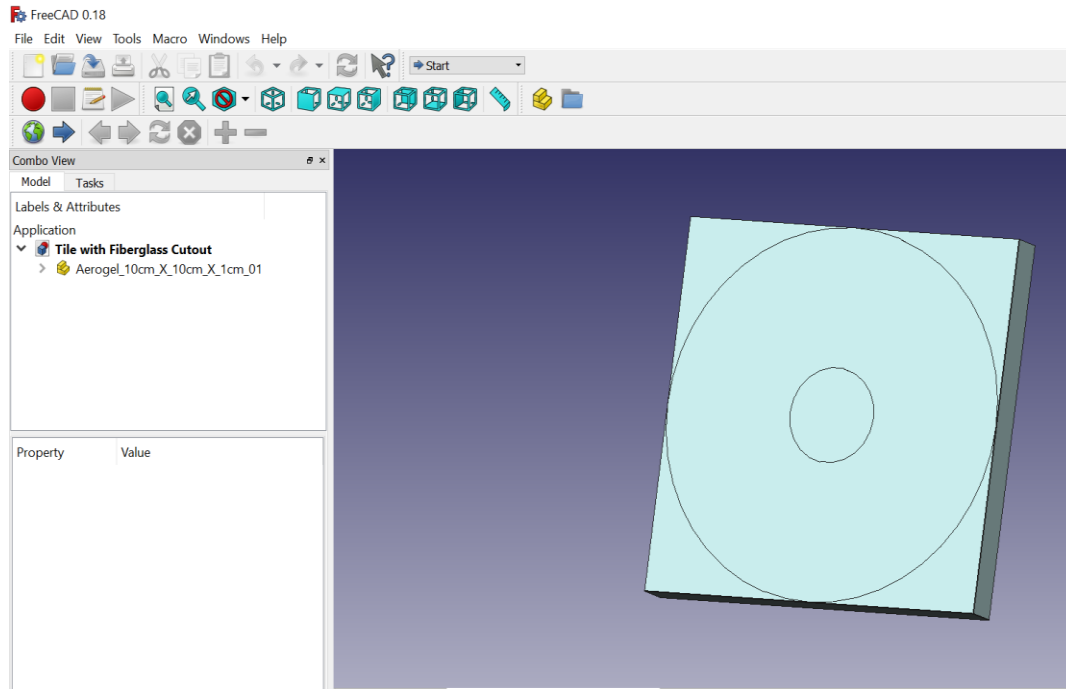 FreeCAD 0.18
File Edit View Tools Macro Windows Help
Start
Combo View
Model Tasks
Labels & Attributes
Application
Tile with Fiberglass Cutout
Aerogel_10cm_X_10cm_X_1cm_01
Property Value